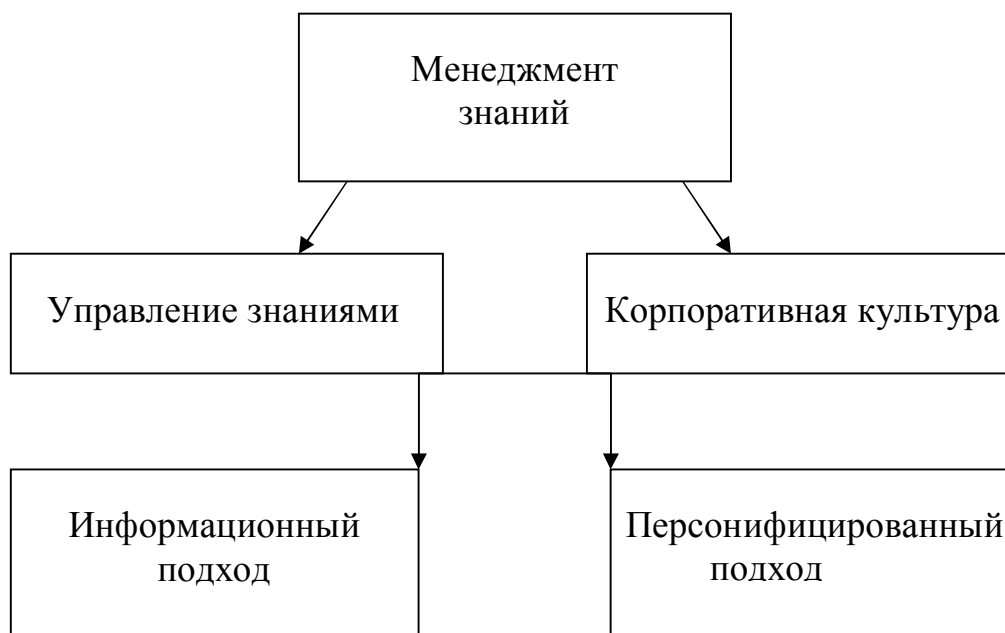 Менеджмент
знаний
Управление знаниями
Корпоративная культура
Информационный
подход
Персонифицированный
подход